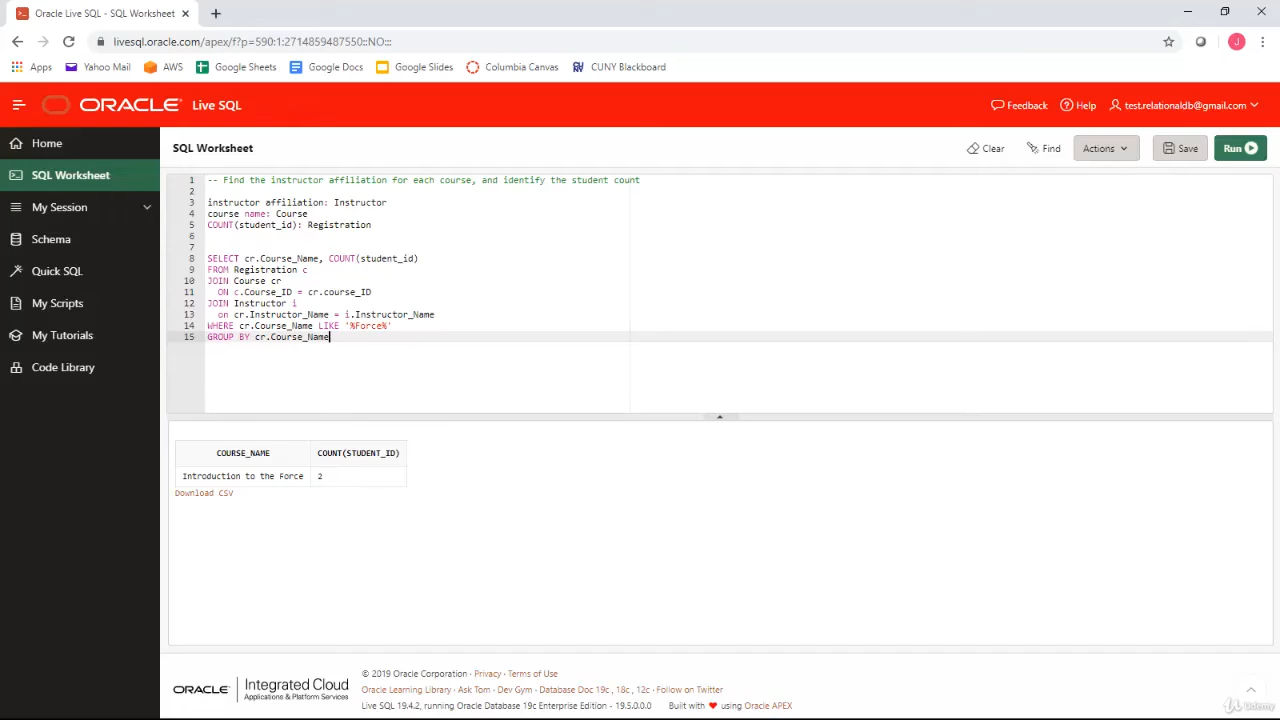 Oracle Live SQL - SQL Worksheet
livesql.oracle.com/apex/f?p=590:1:2714859487550::NO:::
J
Apps Yahoo Mail AWS Google Sheets Google Docs Google Slides Columbia Canvas CUNY Blackboard
ORACLE Live SQL Feedback Help test.relationaldb@gmail.com
Home
SQL Worksheet
My Session
Schema
Quick SQL
My Scripts
My Tutorials
Code Library
SQL Worksheet Clear Find Actions Save Run
1 -- Find the instructor affiliation for each course, and identify the student count
2
3 instructor affiliation: Instructor
4 course name: Course
5 COUNT(student_id): Registration
6
7
8 SELECT cr.Course_Name, COUNT(student_id)
9 FROM Registration c
10 JOIN Course cr
11 ON c.Course_ID = cr.course_ID
12 JOIN Instructor i
13 on cr.Instructor_Name = i.Instructor_Name
14 WHERE cr.Course_Name LIKE '%Force%'
15 GROUP BY cr.Course_Name
COURSE_NAME COUNT(STUDENT_ID)
Introduction to the Force 2
Download CSV
ORACLE Integrated Cloud
Applications & Platform Services
© 2019 Oracle Corporation · Privacy · Terms of Use
Oracle Learning Library · Ask Tom · Dev Gym · Database Doc 19c , 18c , 12c · Follow on Twitter
Live SQL 19.4.2, running Oracle Database 19c Enterprise Edition - 19.5.0.0.0 Built with ❤ using Oracle APEX
Udemy